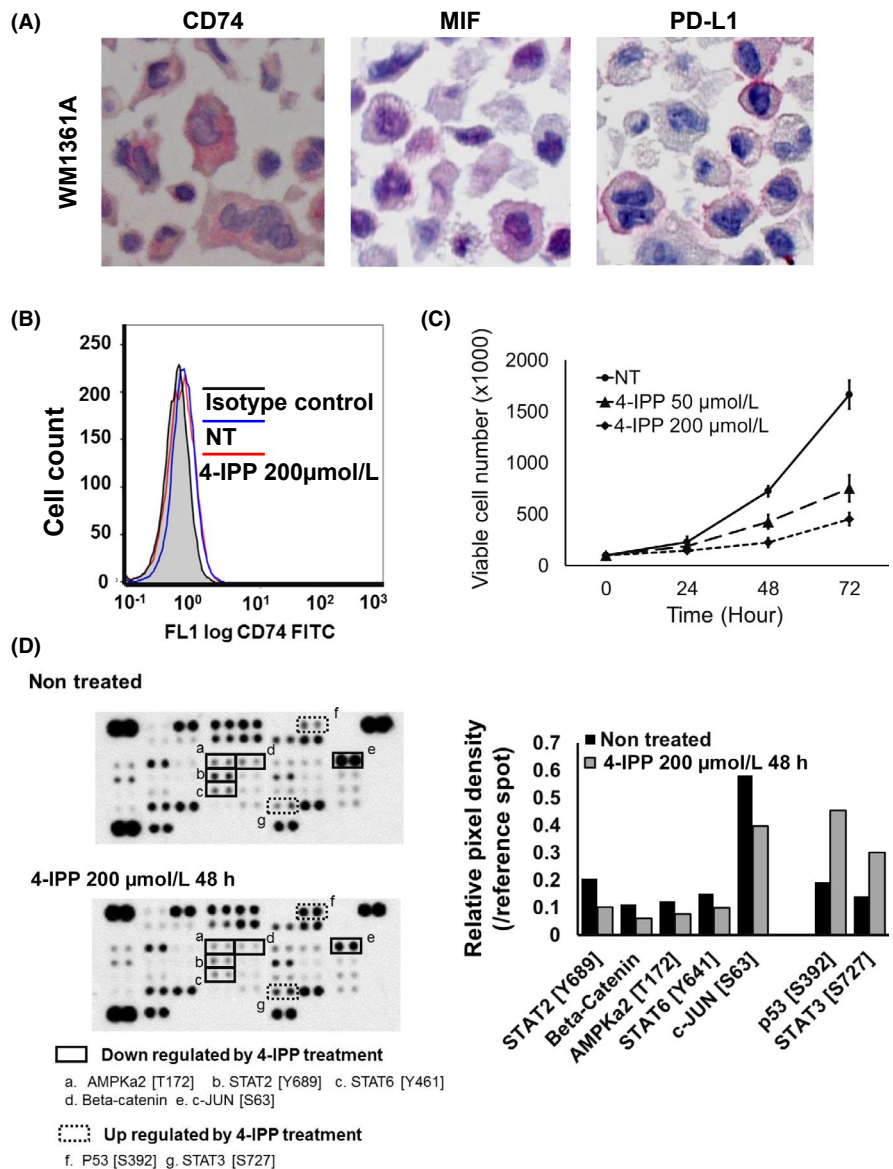 (A)
CD74
MIF
PD-L1
WM1361A
(B)
250
200
150
100
50
0
Cell count
Isotype control
NT
4-IPP 200µmol/L
10-1
100
101
102
103
FL1 log CD74 FITC
(C)
2000
1500
1000
500
0
Viable cell number (x1000)
NT
4-IPP 50 µmol/L
4-IPP 200 µmol/L
0
24
48
72
Time (Hour)
(D)
Non treated
f
a
d
e
b
c
g
4-IPP 200 µmol/L 48 h
f
a
d
e
b
c
g
Down regulated by 4-IPP treatment
a. AMPKa2 [T172] b. STAT2 [Y689] c. STAT6 [Y461]
d. Beta-catenin e. c-JUN [S63]
Up regulated by 4-IPP treatment
f. P53 [S392] g. STAT3 [S727]
Relative pixel density
(/reference spot)
0.7
0.6
0.5
0.4
0.3
0.2
0.1
0
Non treated
4-IPP 200 µmol/L 48 h
STAT2 [Y689]
Beta-Catenin
AMPKa2 [T172]
STAT6 [Y641]
c-JUN [S63]
p53 [S392]
STAT3 [S727]